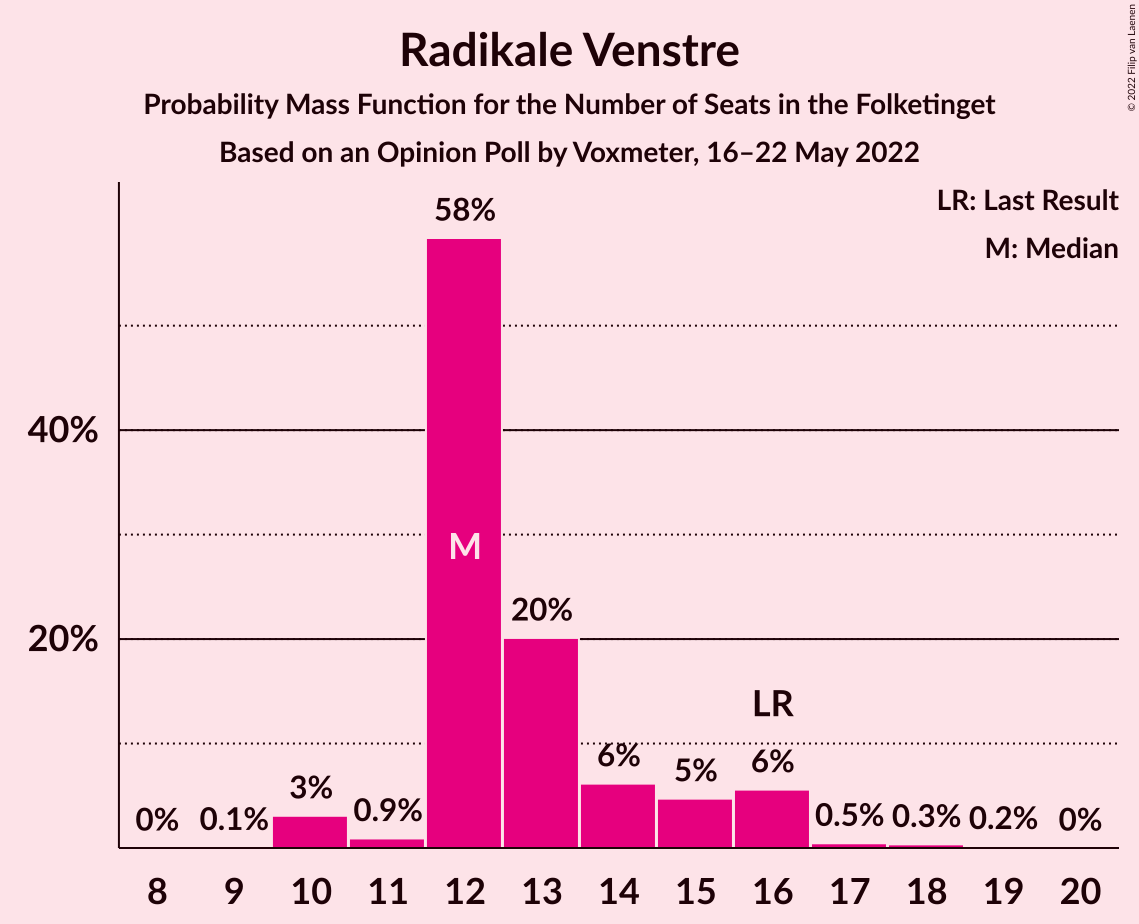 Radikale Venstre
Probability Mass Function for the Number of Seats in the Folketinget
Based on an Opinion Poll by Voxmeter, 16–22 May 2022
© 2022 Filip van Laenen
LR: Last Result
M: Median
58%
40%
M
20%
20%
LR
6%
5%
6%
3%
0.9%
0%
0.1%
0.5%
0.3%
0.2%
0%
8 9 10 11 12 13 14 15 16 17 18 19 20